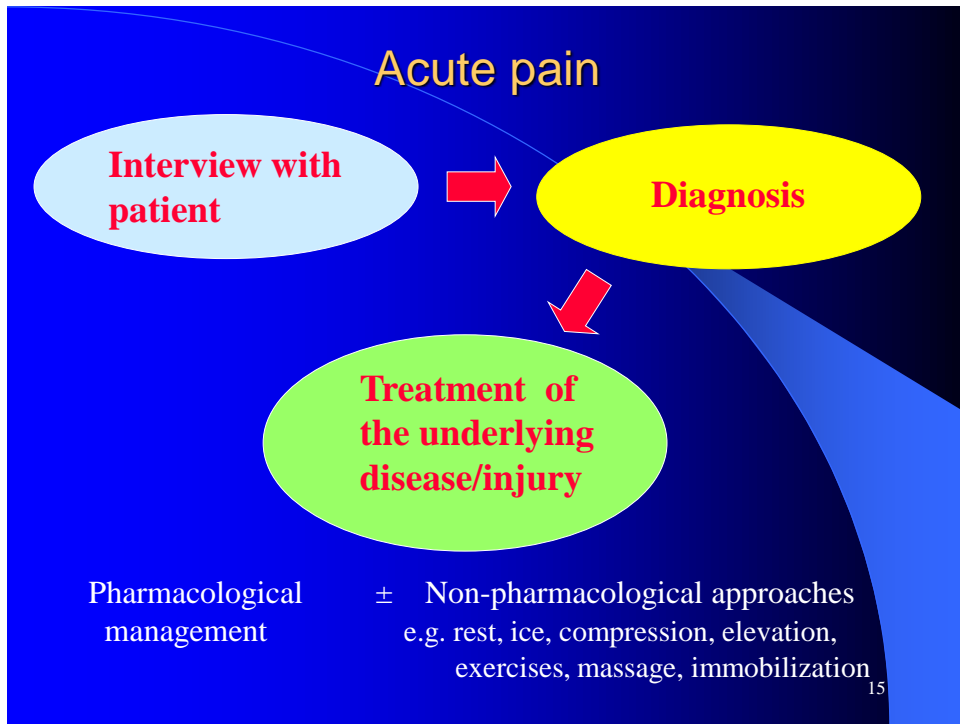 Acute pain
Interview with
patient
Diagnosis
Treatment of
the underlying
disease/injury
Pharmacological ± Non-pharmacological approaches
management e.g. rest, ice, compression, elevation,
exercises, massage, immobilization
15